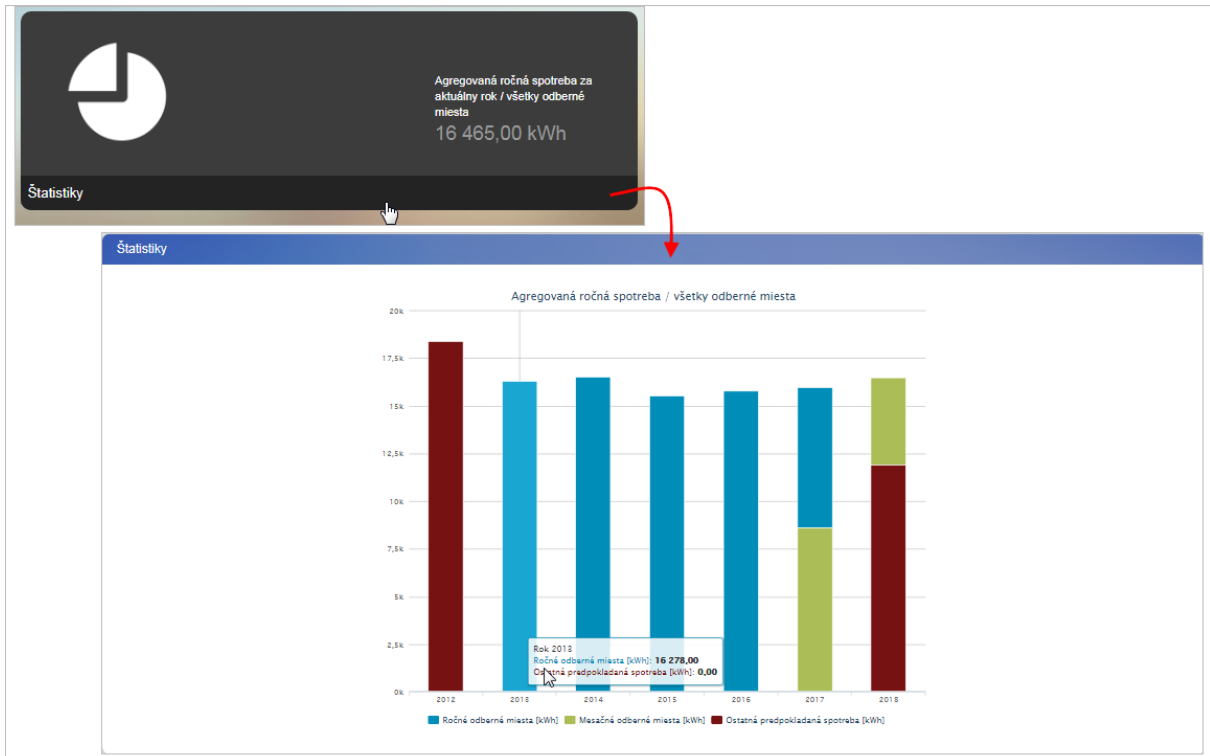 Agregovaná ročná spotreba za
aktuálny rok / všetky odberné
miesta
16 465,00 kWh
Štatistiky
Štatistiky
Agregovaná ročná spotreba / všetky odberné miesta
20k
17,5k
15k
12,5k
10k
7,5k
5k
2,5k
0k
Rok 2013
Ročné odberné miesta [kWh]: 16 278,00
Ostatná predpokladaná spotreba [kWh]: 0,00
2012 2013 2014 2015 2016 2017 2018
Ročné odberné miesta [kWh] Mesačné odberné miesta [kWh] Ostatná predpokladaná spotreba [kWh]